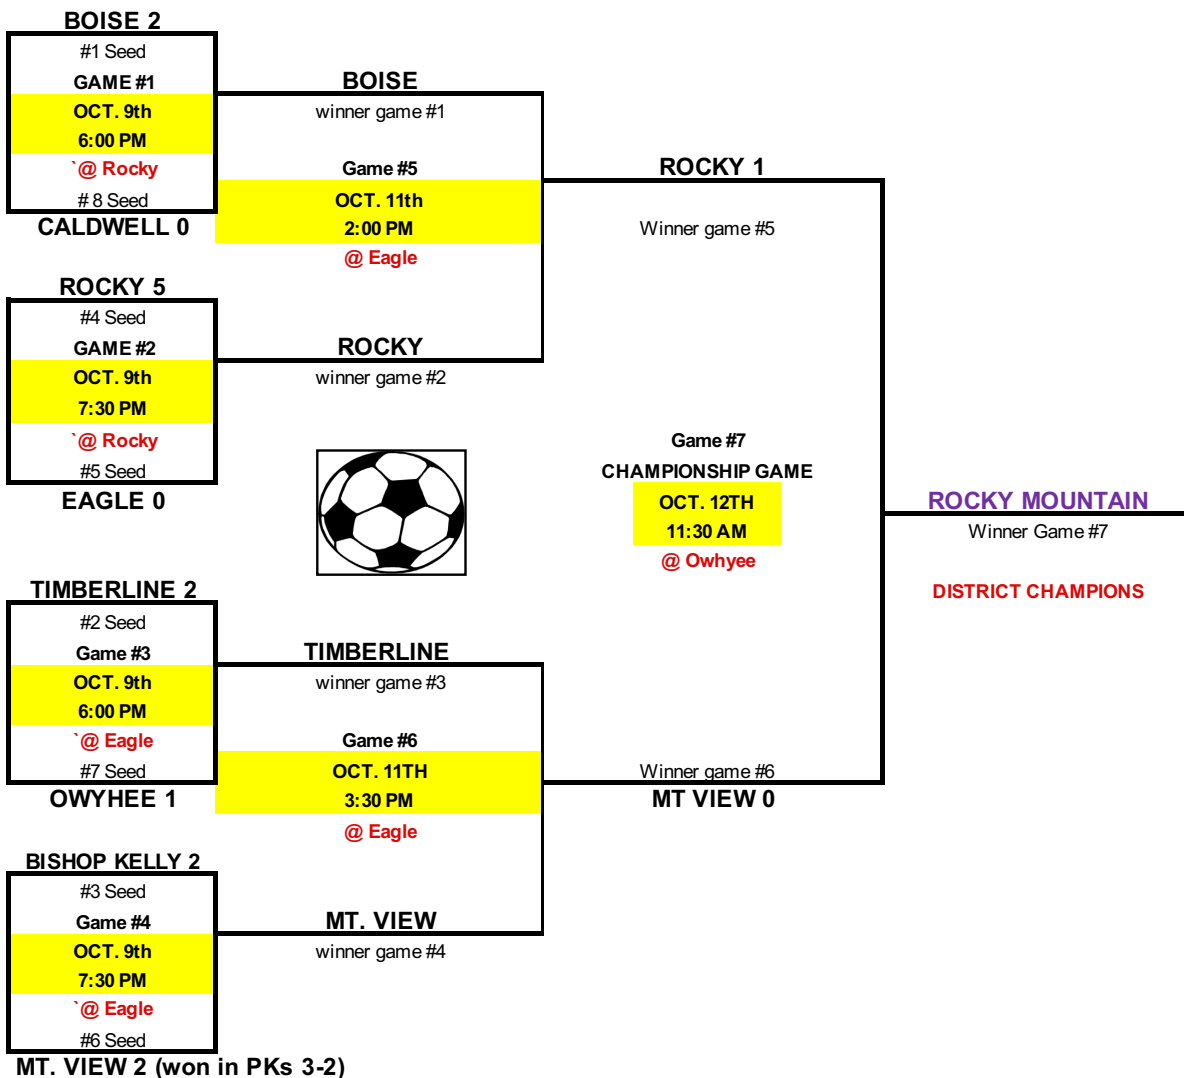 BOISE 2
#1 Seed
GAME #1
OCT. 9th
6:00 PM
`@ Rocky
# 8 Seed
CALDWELL 0
BOISE
winner game #1
Game #5
OCT. 11th
2:00 PM
@ Eagle
ROCKY 1
Winner game #5
ROCKY 5
#4 Seed
GAME #2
OCT. 9th
7:30 PM
`@ Rocky
#5 Seed
EAGLE 0
ROCKY
winner game #2
Game #7
CHAMPIONSHIP GAME
OCT. 12TH
11:30 AM
@ Owhyee
ROCKY MOUNTAIN
Winner Game #7
DISTRICT CHAMPIONS
TIMBERLINE 2
#2 Seed
Game #3
OCT. 9th
6:00 PM
`@ Eagle
#7 Seed
OWYHEE 1
TIMBERLINE
winner game #3
Game #6
OCT. 11TH
3:30 PM
@ Eagle
Winner game #6
MT VIEW 0
BISHOP KELLY 2
#3 Seed
Game #4
OCT. 9th
7:30 PM
`@ Eagle
#6 Seed
MT. VIEW 2 (won in PKs 3-2)
MT. VIEW
winner game #4